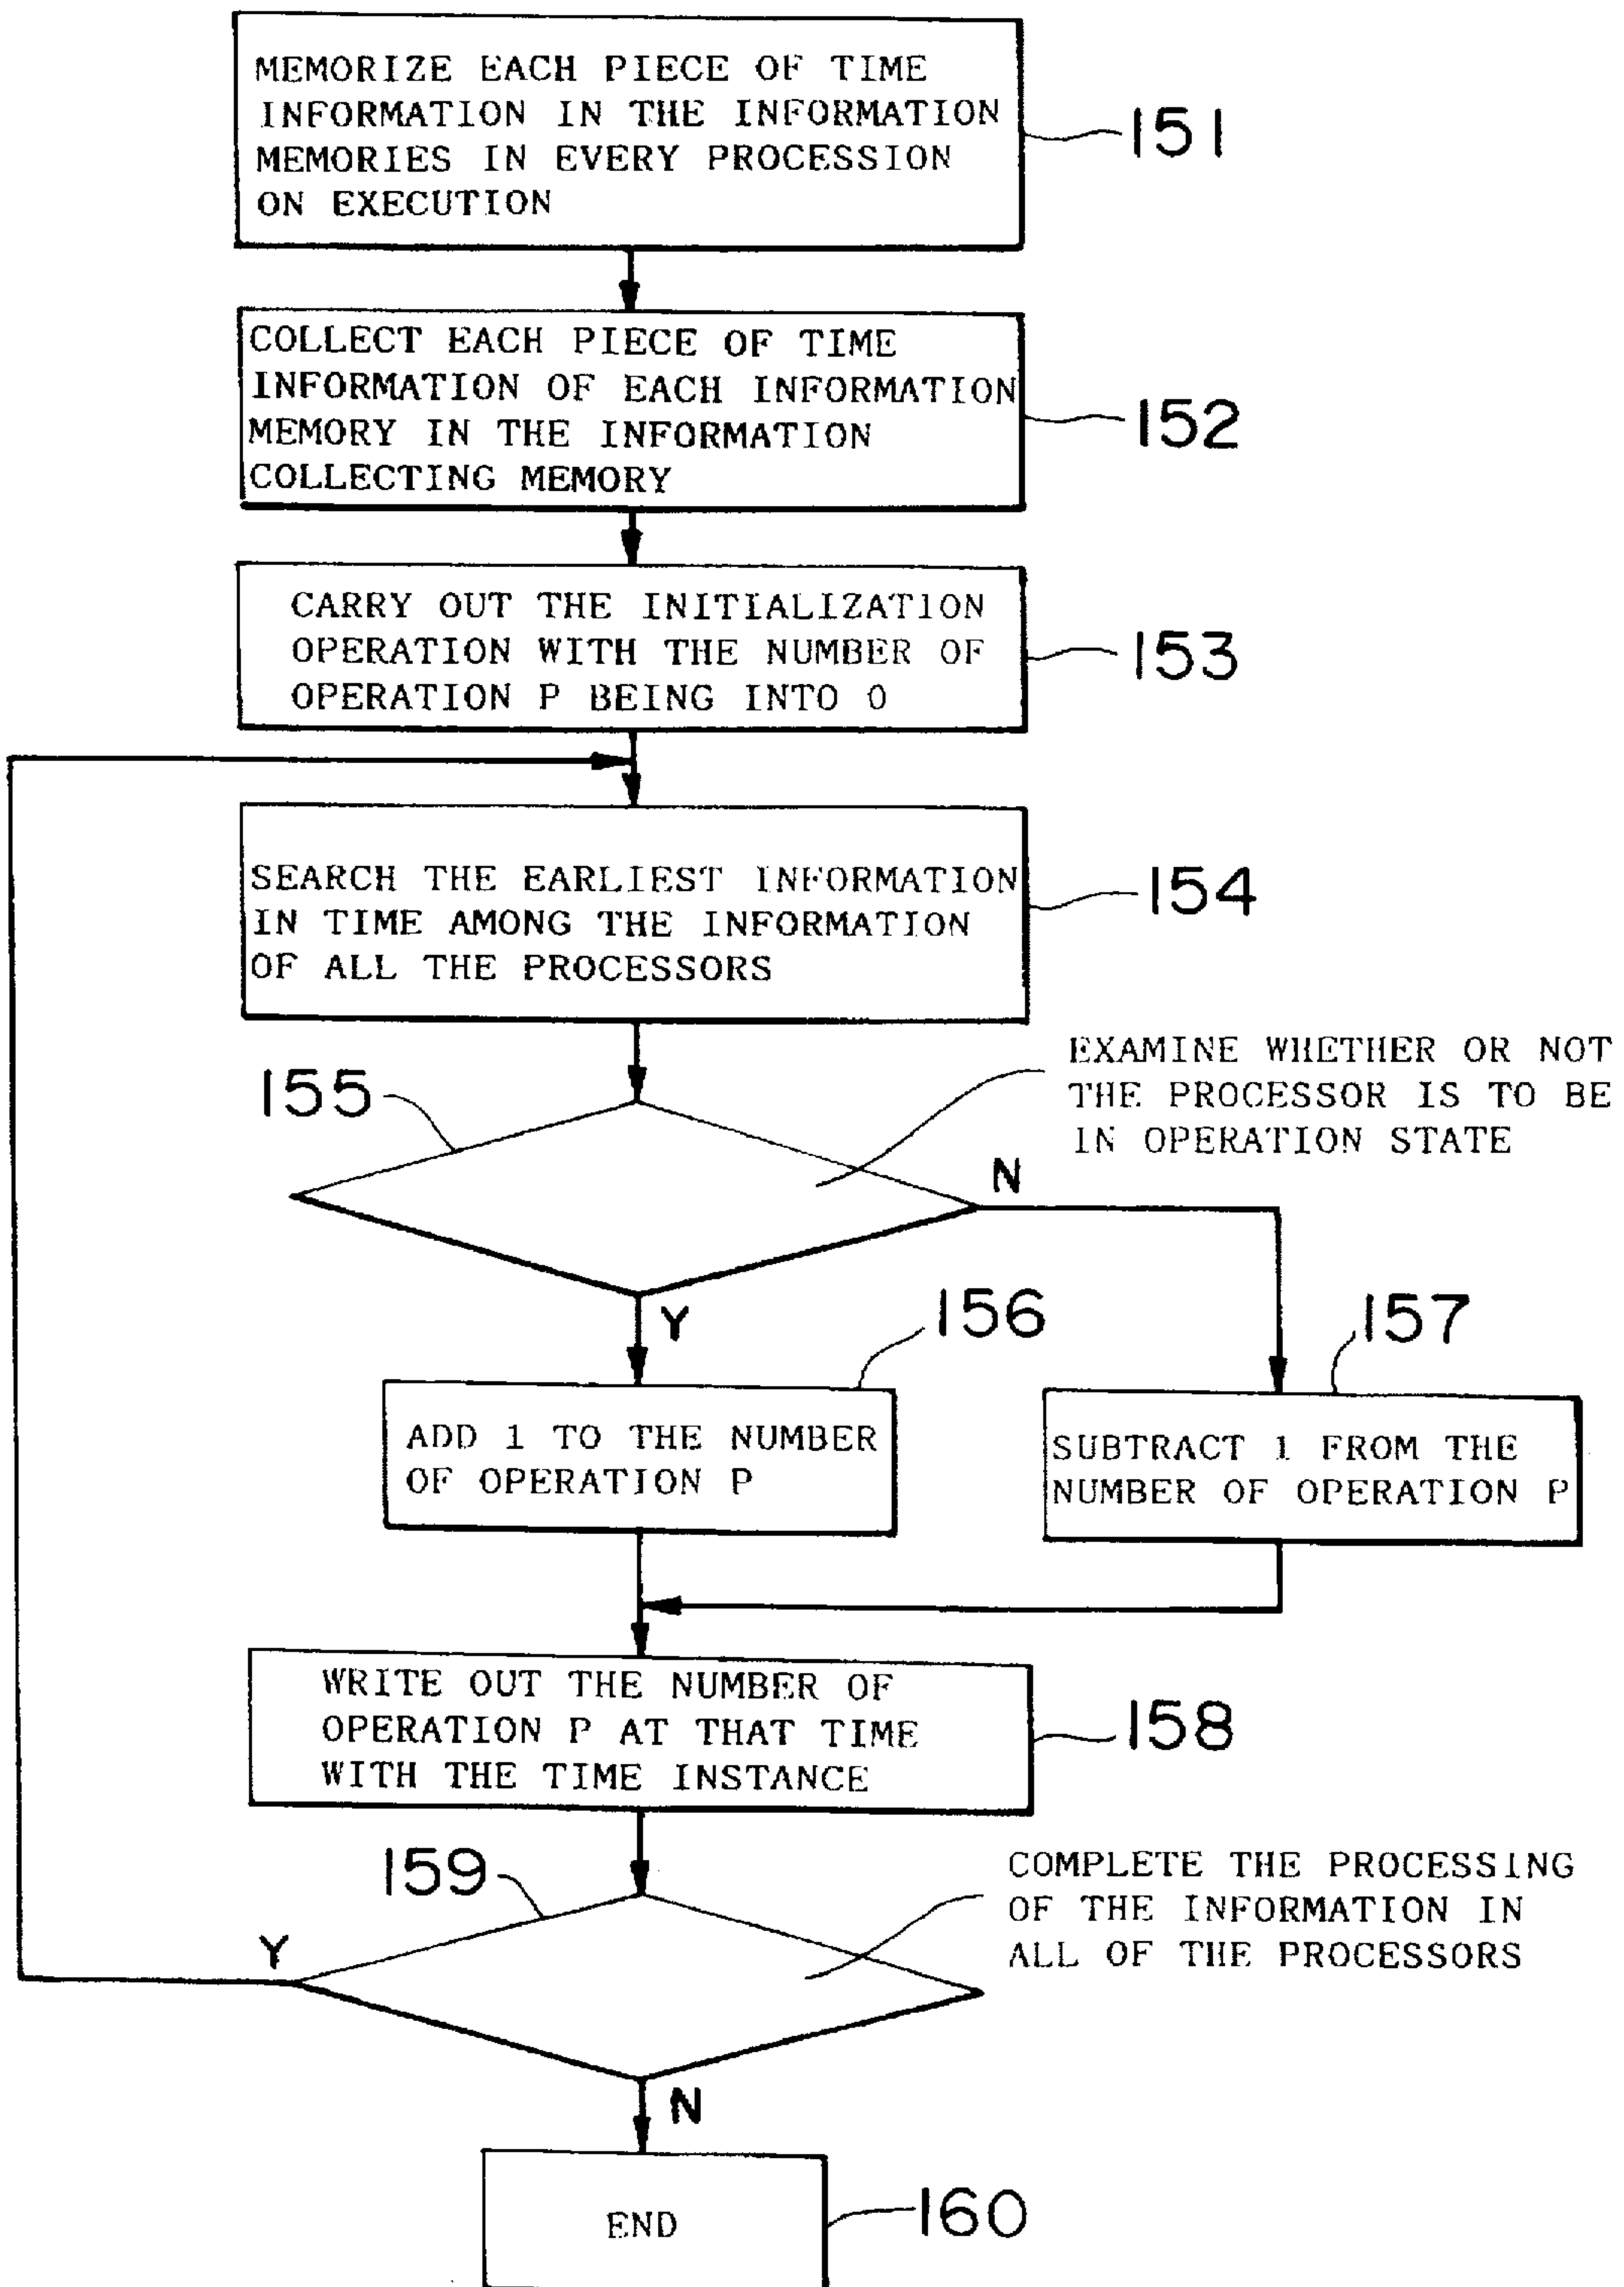 MEMORIZE EACH PIECE OF TIME
INFORMATION IN THE INFORMATION
MEMORIES IN EVERY PROCESSION
ON EXECUTION
151
COLLECT EACH PIECE OF TIME
INFORMATION OF EACH INFORMATION
MEMORY IN THE INFORMATION
COLLECTING MEMORY
152
CARRY OUT THE INITIALIZATION
OPERATION WITH THE NUMBER OF
OPERATION P BEING INTO 0
153
SEARCH THE EARLIEST INFORMATION
IN TIME AMONG THE INFORMATION
OF ALL THE PROCESSORS
154
155
EXAMINE WHETHER OR NOT
THE PROCESSOR IS TO BE
IN OPERATION STATE
N
Y
156
157
ADD 1 TO THE NUMBER
OF OPERATION P
SUBTRACT 1 FROM THE
NUMBER OF OPERATION P
WRITE OUT THE NUMBER OF
OPERATION P AT THAT TIME
WITH THE TIME INSTANCE
158
159
COMPLETE THE PROCESSING
OF THE INFORMATION IN
ALL OF THE PROCESSORS
Y
N
END
160